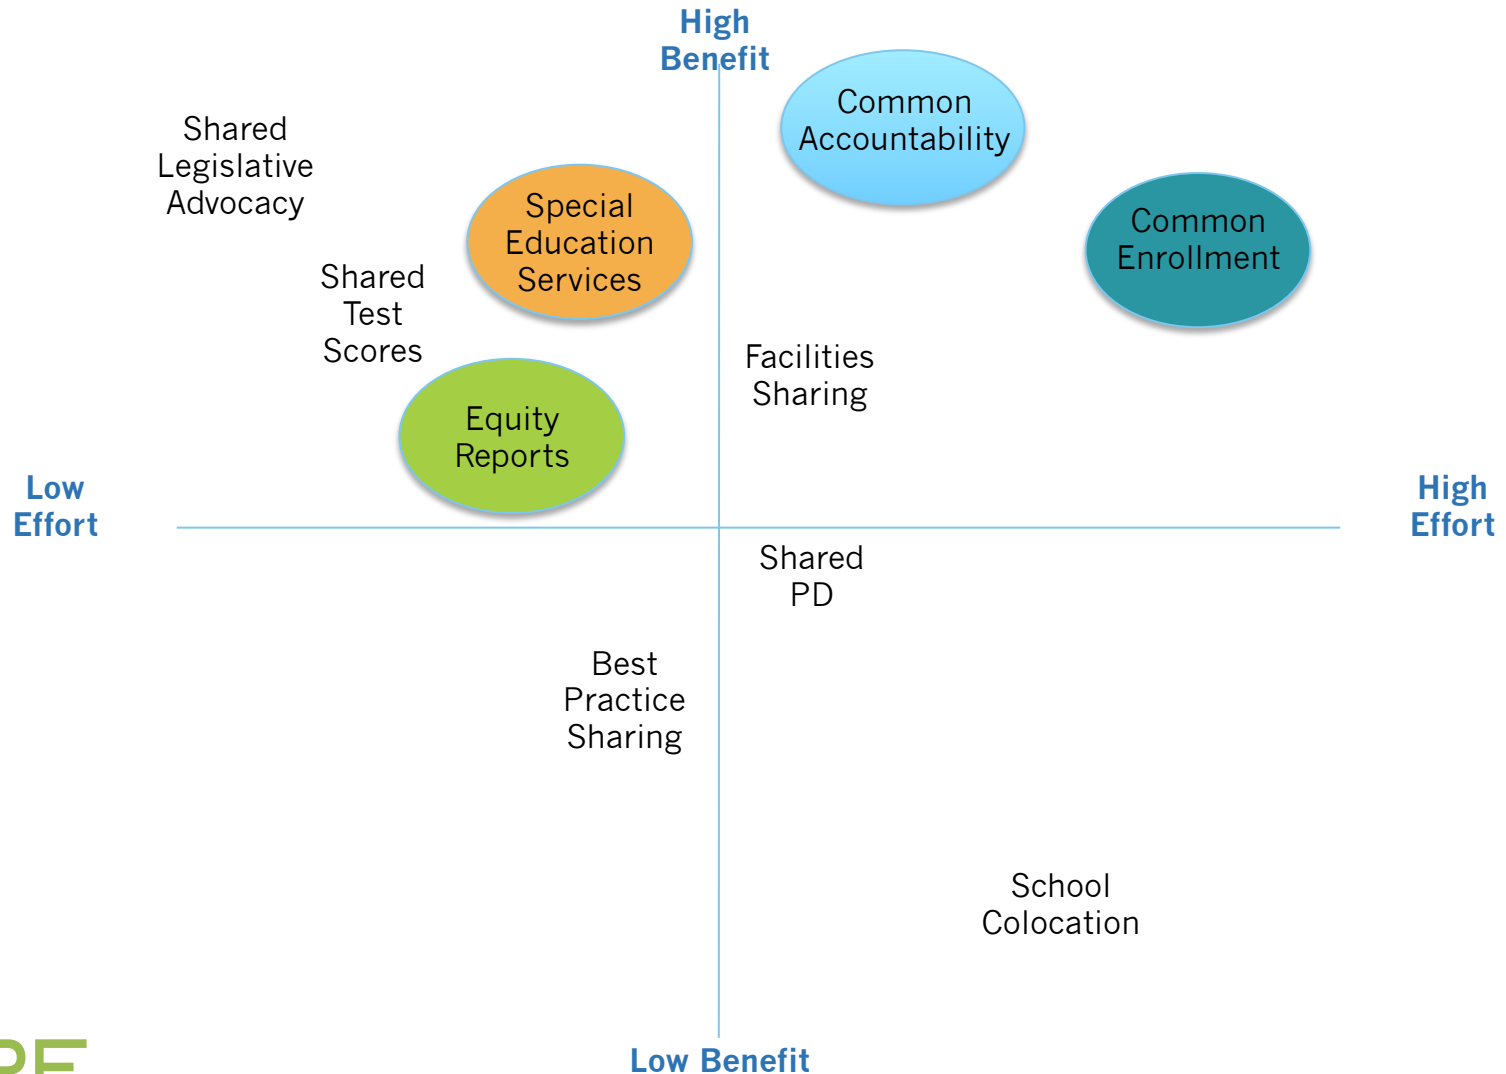 High
Benefit
Common
Accountability
Shared
Legislative
Advocacy
Special
Education
Services
Common
Enrollment
Shared
Test
Scores
Facilities
Sharing
Equity
Reports
Low
Effort
High
Effort
Shared
PD
Best
Practice
Sharing
School
Colocation
Low Benefit